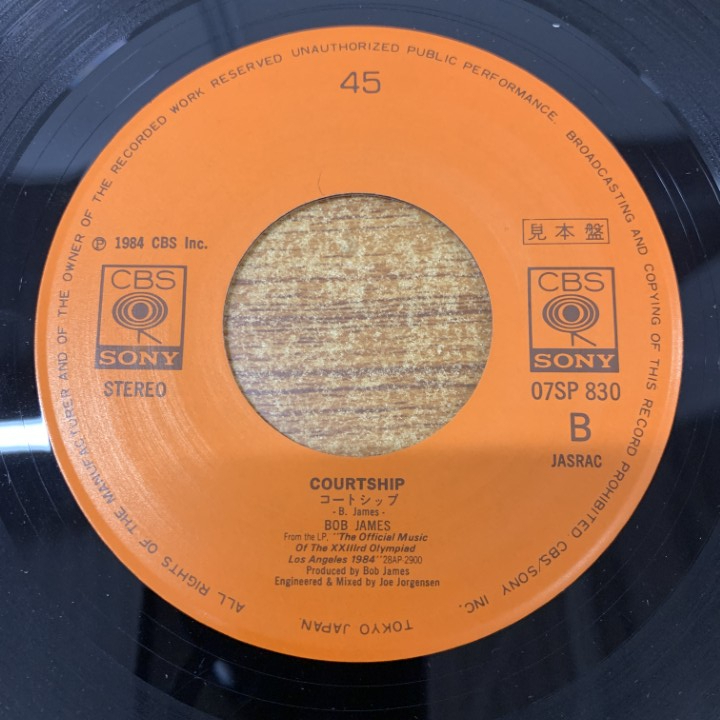 ALL RIGHTS OF THE MANUFACTURER AND OF THE OWNER OF THE RECORDED WORK RESERVED UNAUTHORIZED PUBLIC PERFORMANCE. BROADCASTING AND COPYING OF THIS RECORD PROHIBITED CBS/SONY INC.
TOKYO JAPAN.
45
℗ 1984 CBS Inc.
見本盤
CBS
SONY
STEREO
CBS
SONY
07SP 830
B
JASRAC
COURTSHIP
コートシップ
- B. James -
BOB JAMES
From the LP, "The Official Music
Of The XXIIIrd Olympiad
Los Angeles 1984" 28AP-2900
Produced by Bob James
Engineered & Mixed by Joe Jorgensen